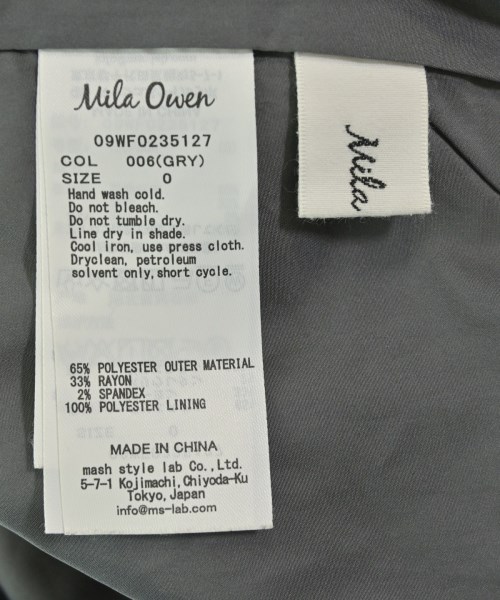 Mila Owen
09WFO235127
COL 006(GRY)
SIZE 0
Hand wash cold.
Do not bleach.
Do not tumble dry.
Line dry in shade.
Cool iron, use press cloth.
Dryclean, petroleum
solvent only,short cycle.
65% POLYESTER OUTER MATERIAL
33% RAYON
2% SPANDEX
100% POLYESTER LINING
MADE IN CHINA
mash style lab Co.,Ltd.
5-7-1 Kojimachi,Chiyoda-Ku
Tokyo,Japan
info@ms-lab.com
Mila